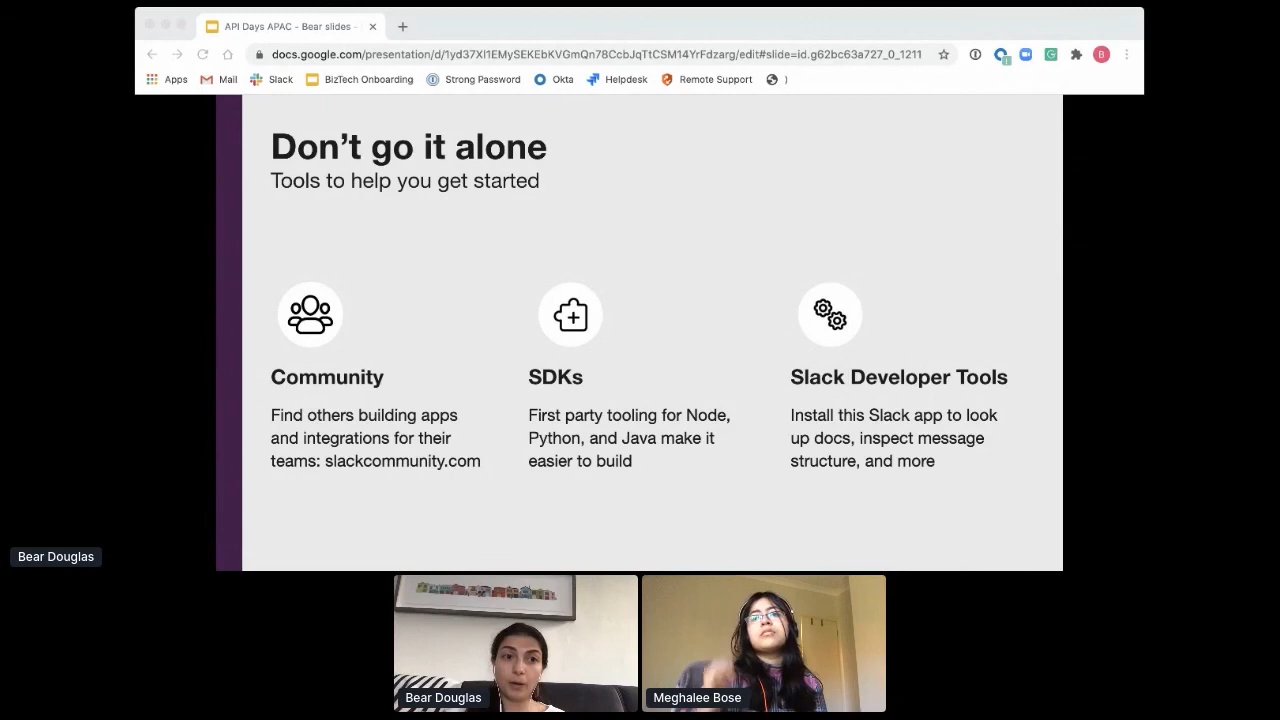 API Days APAC - Bear slides -
docs.google.com/presentation/d/1yd37Xl1EMySEKEbKVGmQn78CcbJqTtCSM14YrFdzarg/edit#slide=id.g62bc63a727_0_1211
B
Apps Mail Slack BizTech Onboarding Strong Password Okta Helpdesk Remote Support )
Don't go it alone
Tools to help you get started
Community
Find others building apps
and integrations for their
teams: slackcommunity.com
SDKs
First party tooling for Node,
Python, and Java make it
easier to build
Slack Developer Tools
Install this Slack app to look
up docs, inspect message
structure, and more
Bear Douglas
Bear Douglas
Meghalee Bose